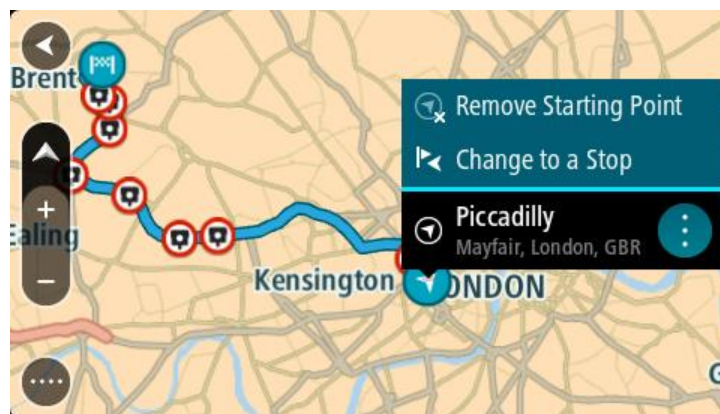 Brent
Remove Starting Point
Change to a Stop
Piccadilly
Mayfair, London, GBR
Ealing
Kensington
ONDON
G